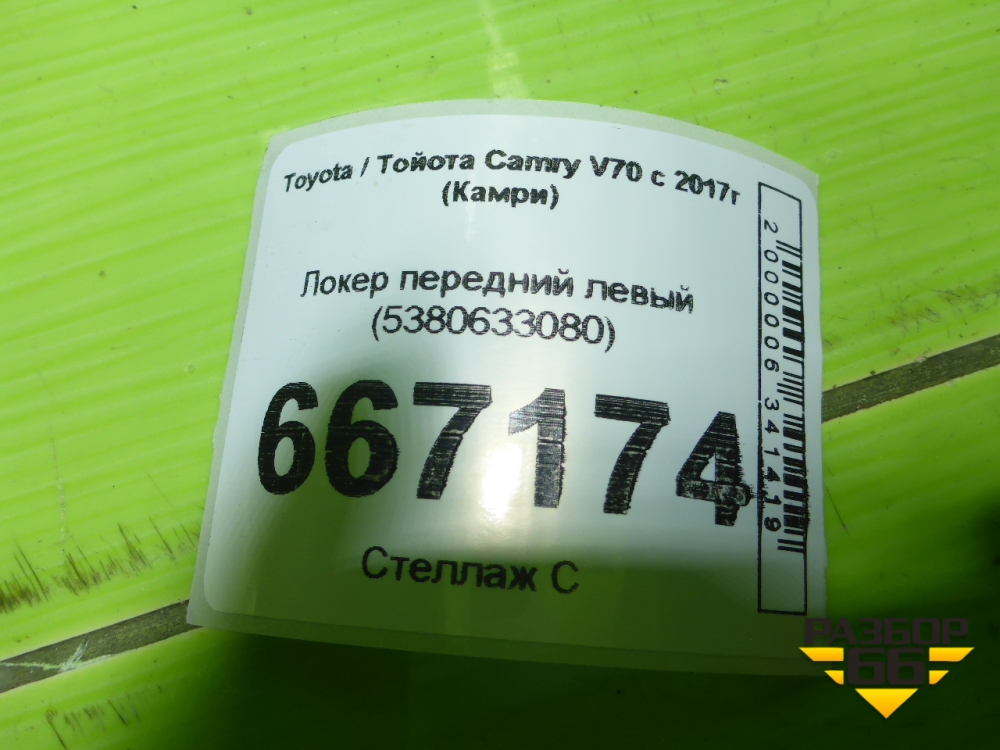 Toyota / Тойота Camry V70 с 2017г
(Камри)
Локер передний левый
(5380633080)
667174
Стеллаж С
2000006341419
РАЗБОР
66